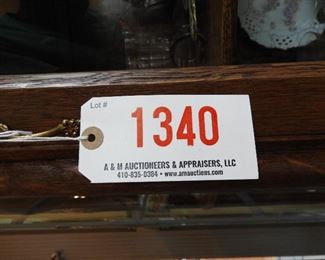 Lot #
1340
A & M AUCTIONEERS & APPRAISERS, LLC
410-835-0384 • www.amauctions.com